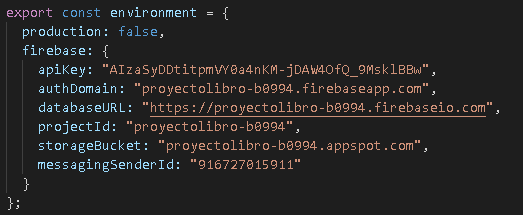 export const environment = {
production: false,
firebase: {
apiKey: "AIzaSyDDtitpmVY0a4nKM-jDAW4OfQ_9MsklBBw",
authDomain: "proyectolibro-b0994.firebaseapp.com",
databaseURL: "https://proyectolibro-b0994.firebaseio.com",
projectId: "proyectolibro-b0994",
storageBucket: "proyectolibro-b0994.appspot.com",
messagingSenderId: "916727015911"
}
};